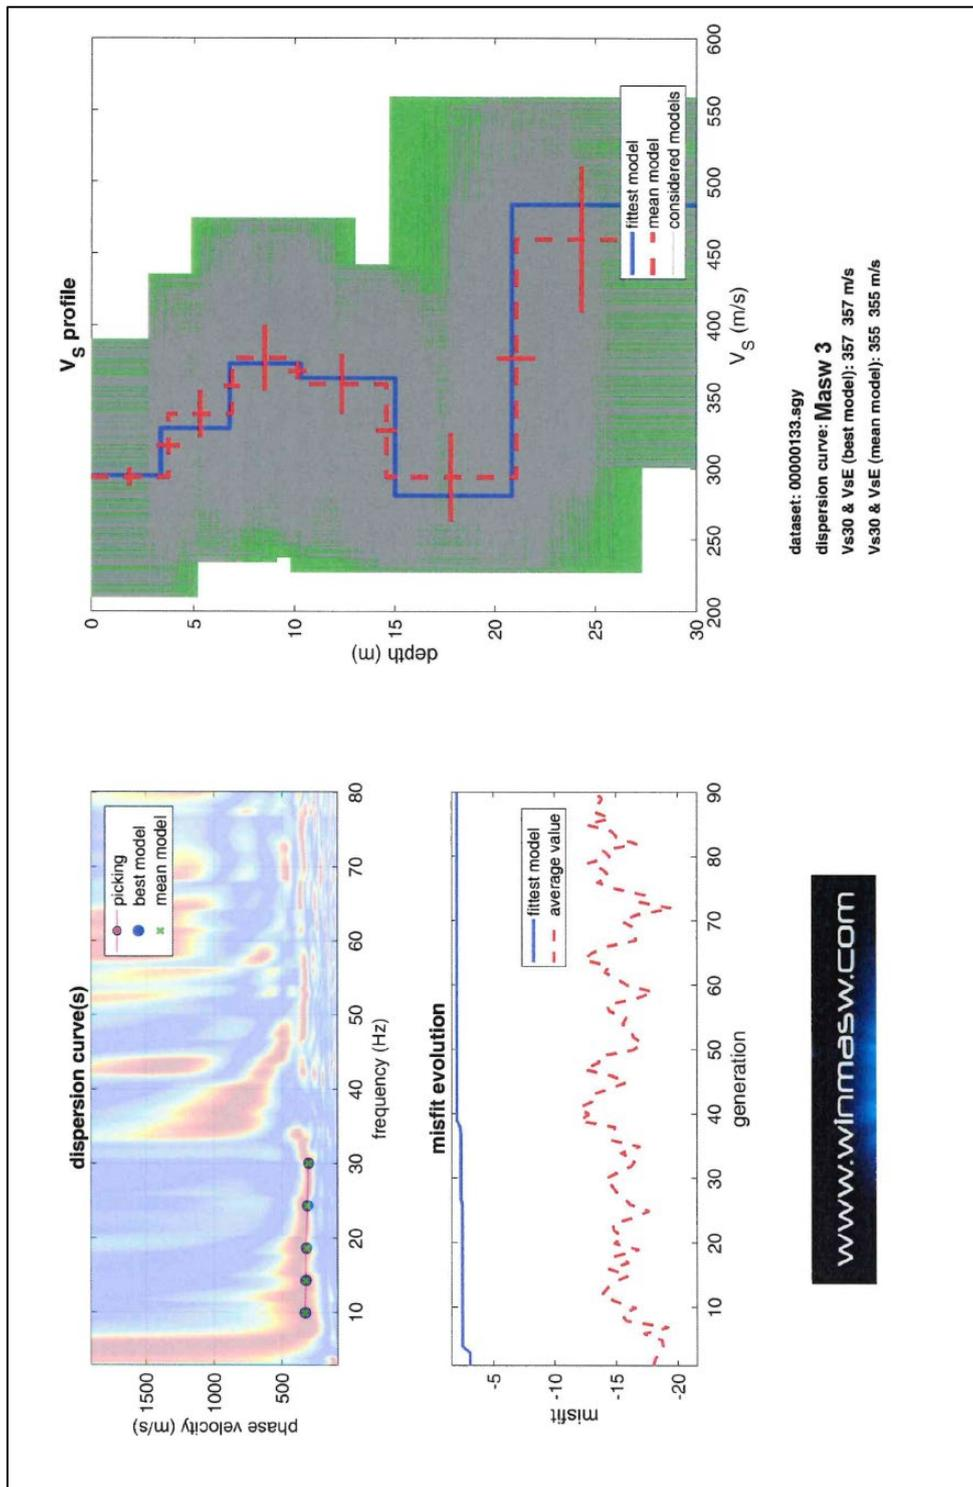 dispersion curve(s)
phase velocity (m/s)
1500
1000
500
10
20
30
40
50
60
70
80
frequency (Hz)
picking
best model
mean model
misfit evolution
misfit
-5
-10
-15
-20
10
20
30
40
50
60
70
80
90
generation
fittest model
average value
www.winmasw.com
V_S profile
depth (m)
0
5
10
15
20
25
30
200
250
300
350
400
450
500
550
600
V_S (m/s)
fittest model
mean model
considered models
dataset: 00000133.sgy
dispersion curve: Masw 3
Vs30 & VsE (best model): 357 357 m/s
Vs30 & VsE (mean model): 355 355 m/s